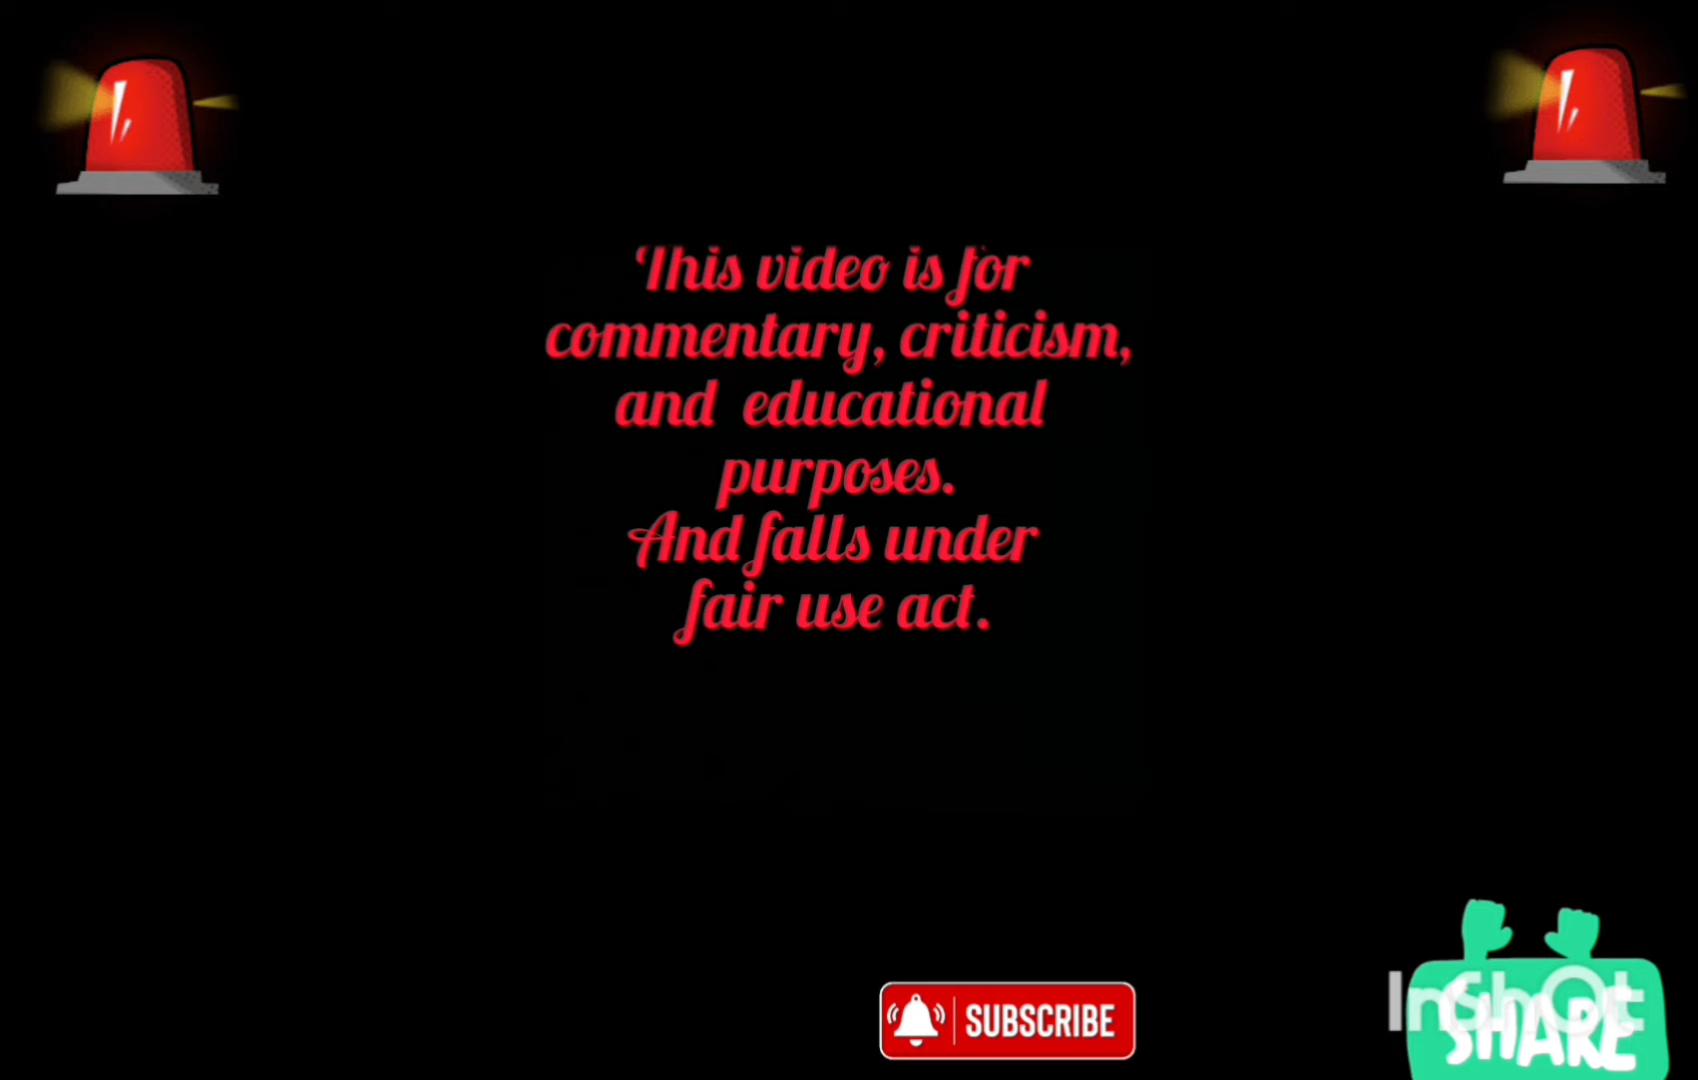 This video is for
commentary, criticism,
and educational
purposes.
And falls under
fair use act.
SUBSCRIBE
InShOt
SHARE